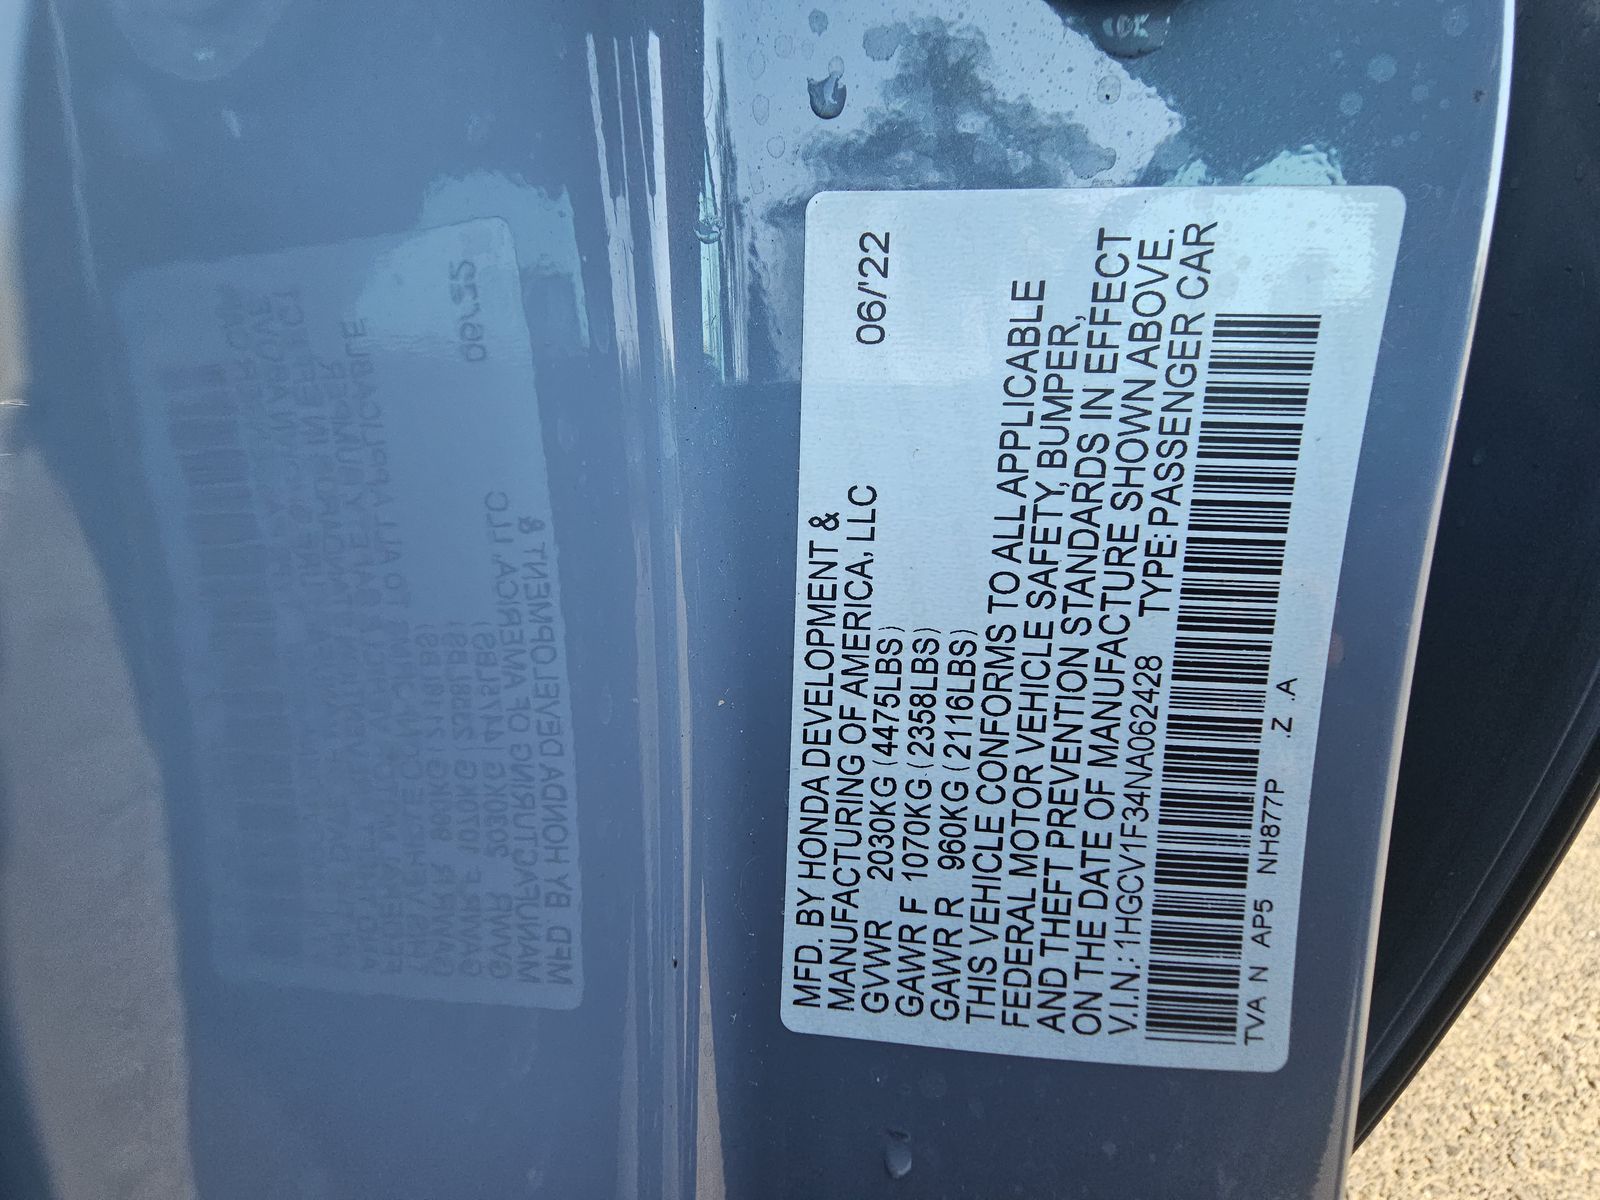 MFD. BY HONDA DEVELOPMENT &
MANUFACTURING OF AMERICA, LLC 06/'22
GVWR 2030KG (4475LBS)
GAWR F 1070KG (2358LBS)
GAWR R 960KG (2116LBS)
THIS VEHICLE CONFORMS TO ALL APPLICABLE
FEDERAL MOTOR VEHICLE SAFETY, BUMPER,
AND THEFT PREVENTION STANDARDS IN EFFECT
ON THE DATE OF MANUFACTURE SHOWN ABOVE.
V.I.N.: 1HGCV1F34NA062428 TYPE: PASSENGER CAR
TVA N AP5 NH877P .Z .A